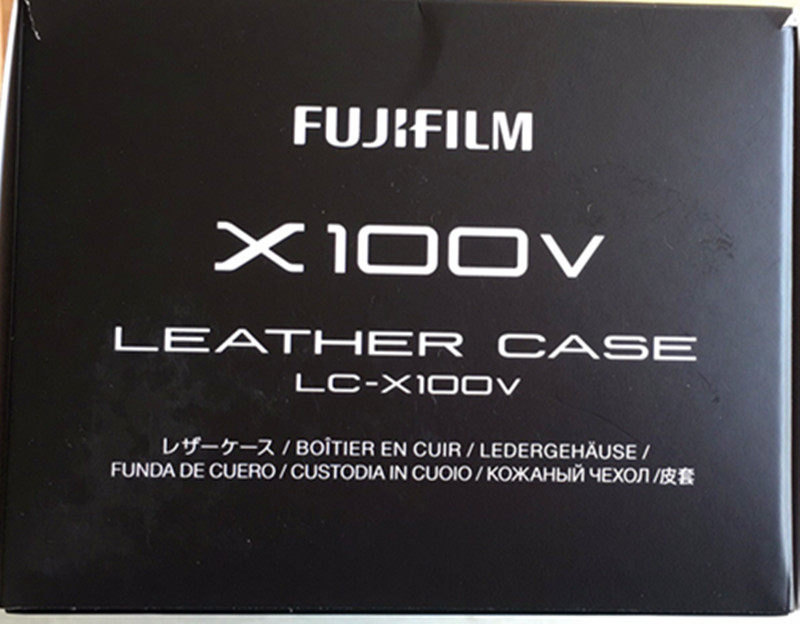 FUJIFILM
X100V
LEATHER CASE
LC-X100V
レザーケース / BOÎTIER EN CUIR / LEDERGEHÄUSE /
FUNDA DE CUERO / CUSTODIA IN CUOIO / КОЖАНЫЙ ЧЕХОЛ /皮套